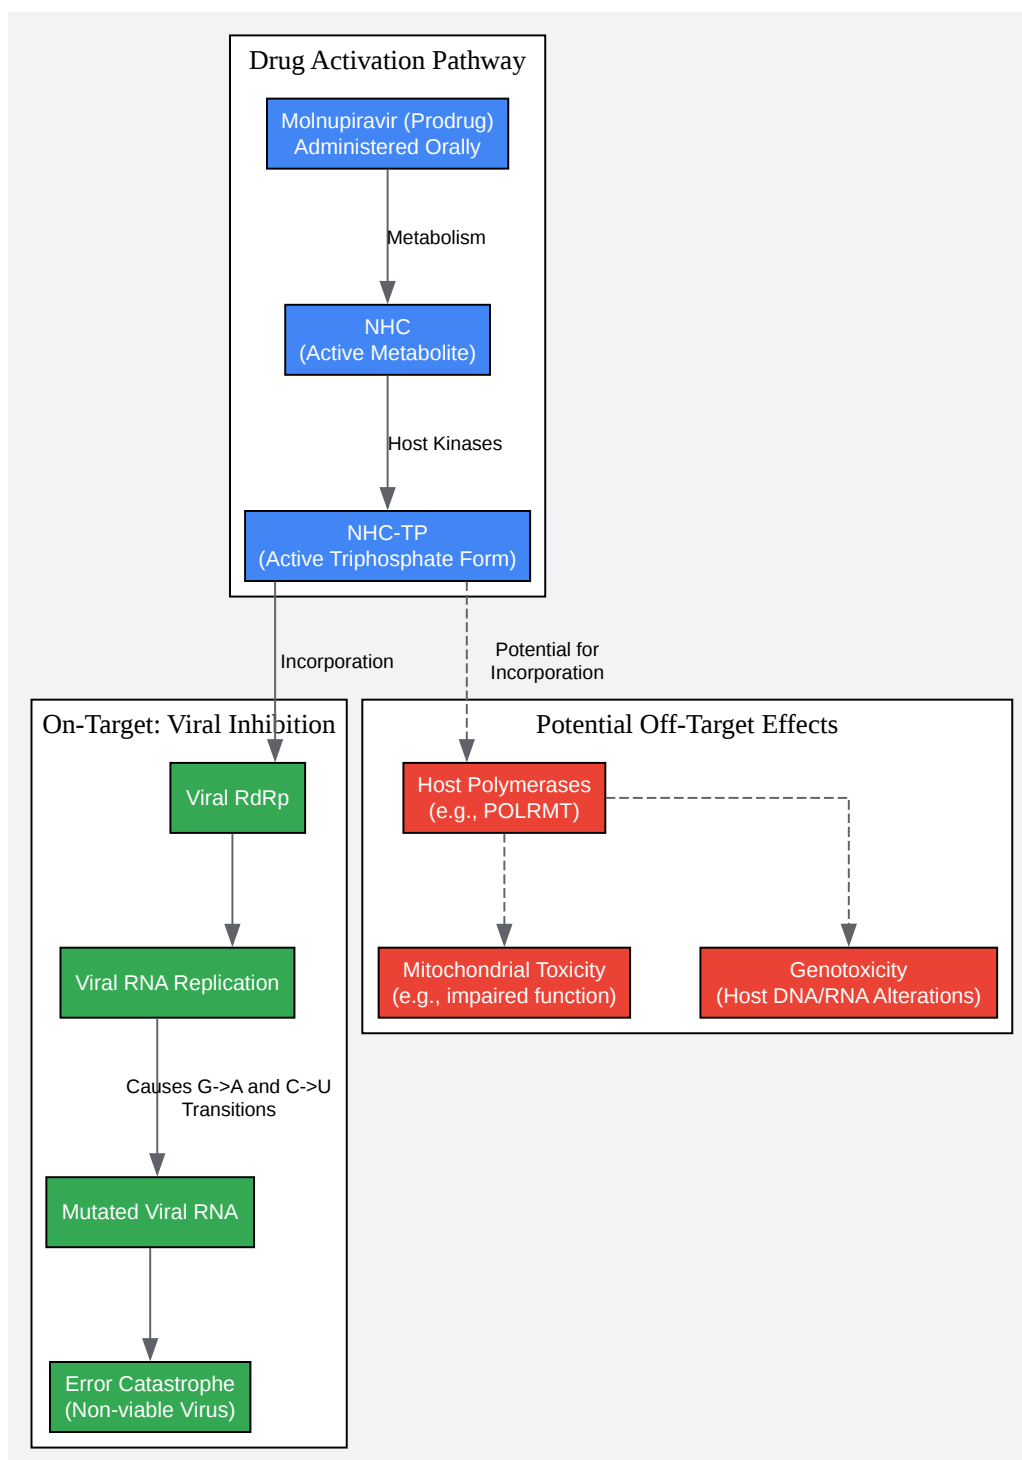 Drug Activation Pathway
Molnupiravir (Prodrug)
Administered Orally
Metabolism
NHC
(Active Metabolite)
Host Kinases
NHC-TP
(Active Triphosphate Form)
Incorporation
Potential for
Incorporation
On-Target: Viral Inhibition
Viral RdRp
Viral RNA Replication
Causes G->A and C->U
Transitions
Mutated Viral RNA
Error Catastrophe
(Non-viable Virus)
Potential Off-Target Effects
Host Polymerases
(e.g., POLRMT)
Mitochondrial Toxicity
(e.g., impaired function)
Genotoxicity
(Host DNA/RNA Alterations)